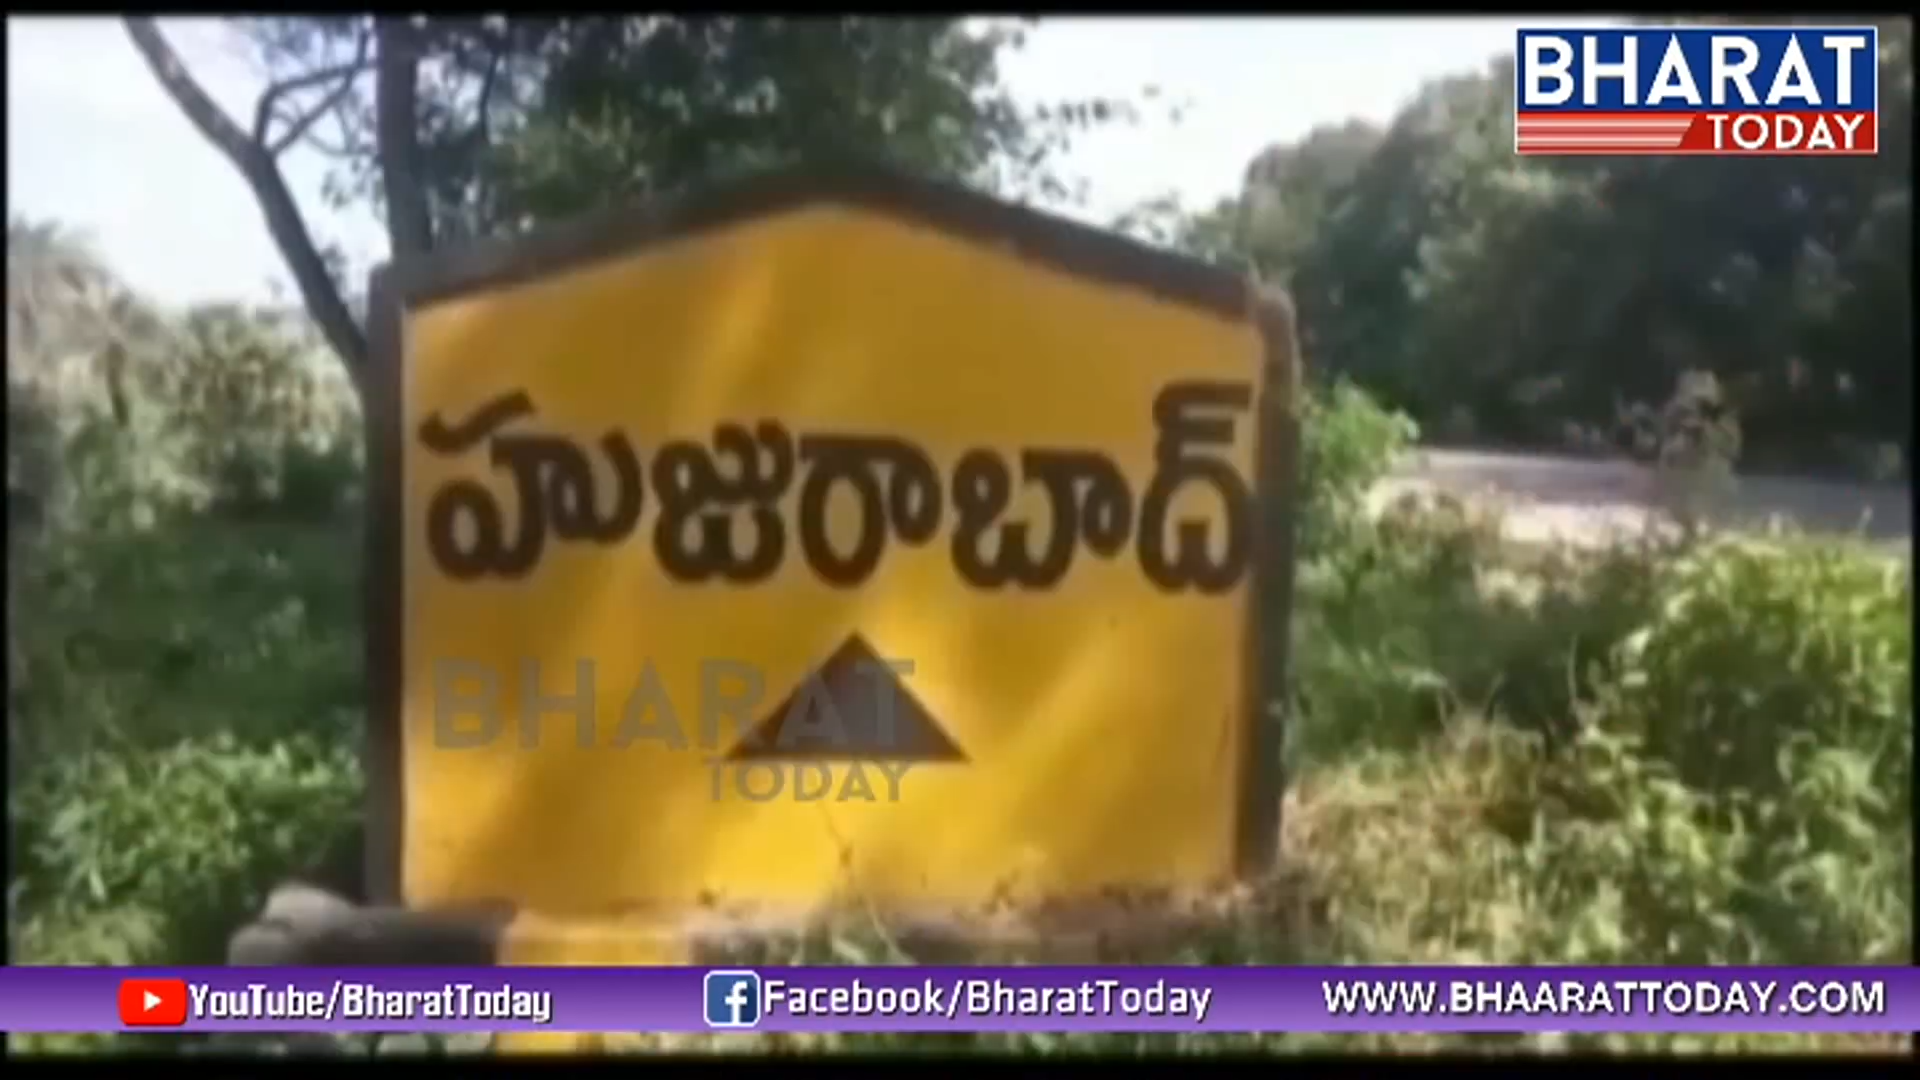 BHARAT
TODAY
హుజురాబాద్
BHARAT
TODAY
YouTube/BharatToday Facebook/BharatToday WWW.BHAARATTODAY.COM